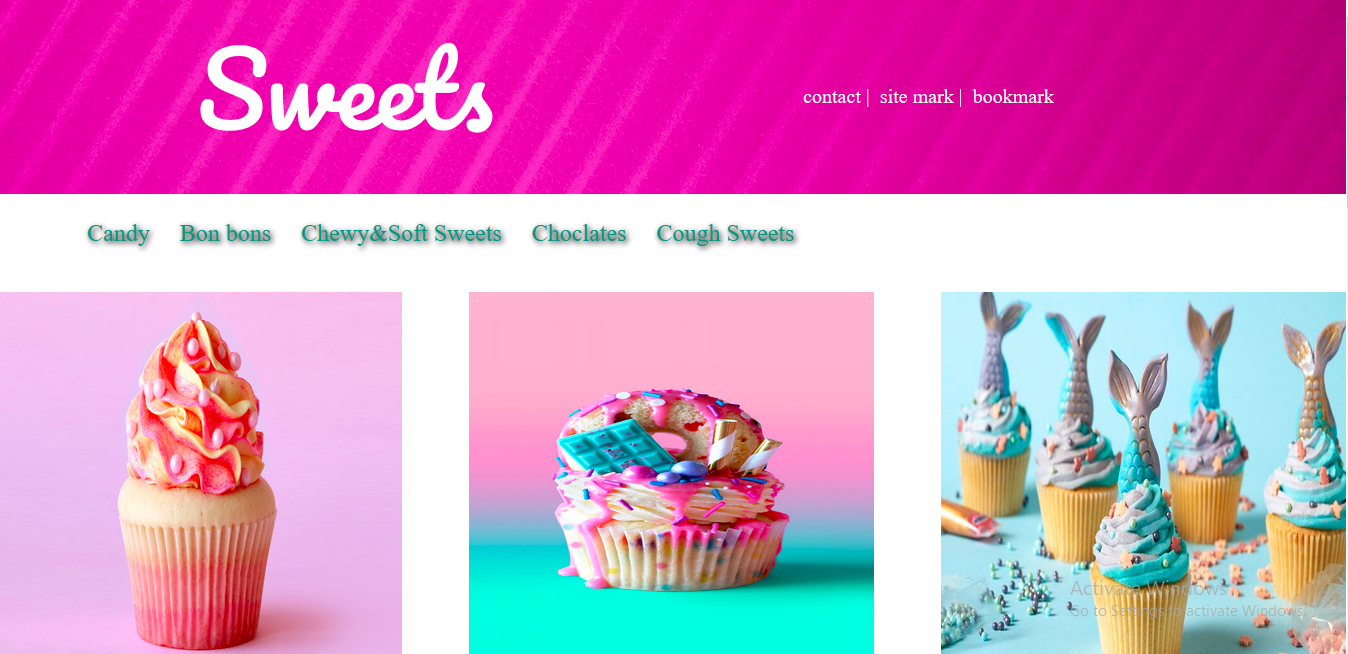 Sweets
contact | site mark | bookmark
Candy Bon bons Chewy&Soft Sweets Choclates Cough Sweets
Activate Windows
Go to Settings to activate Windows.